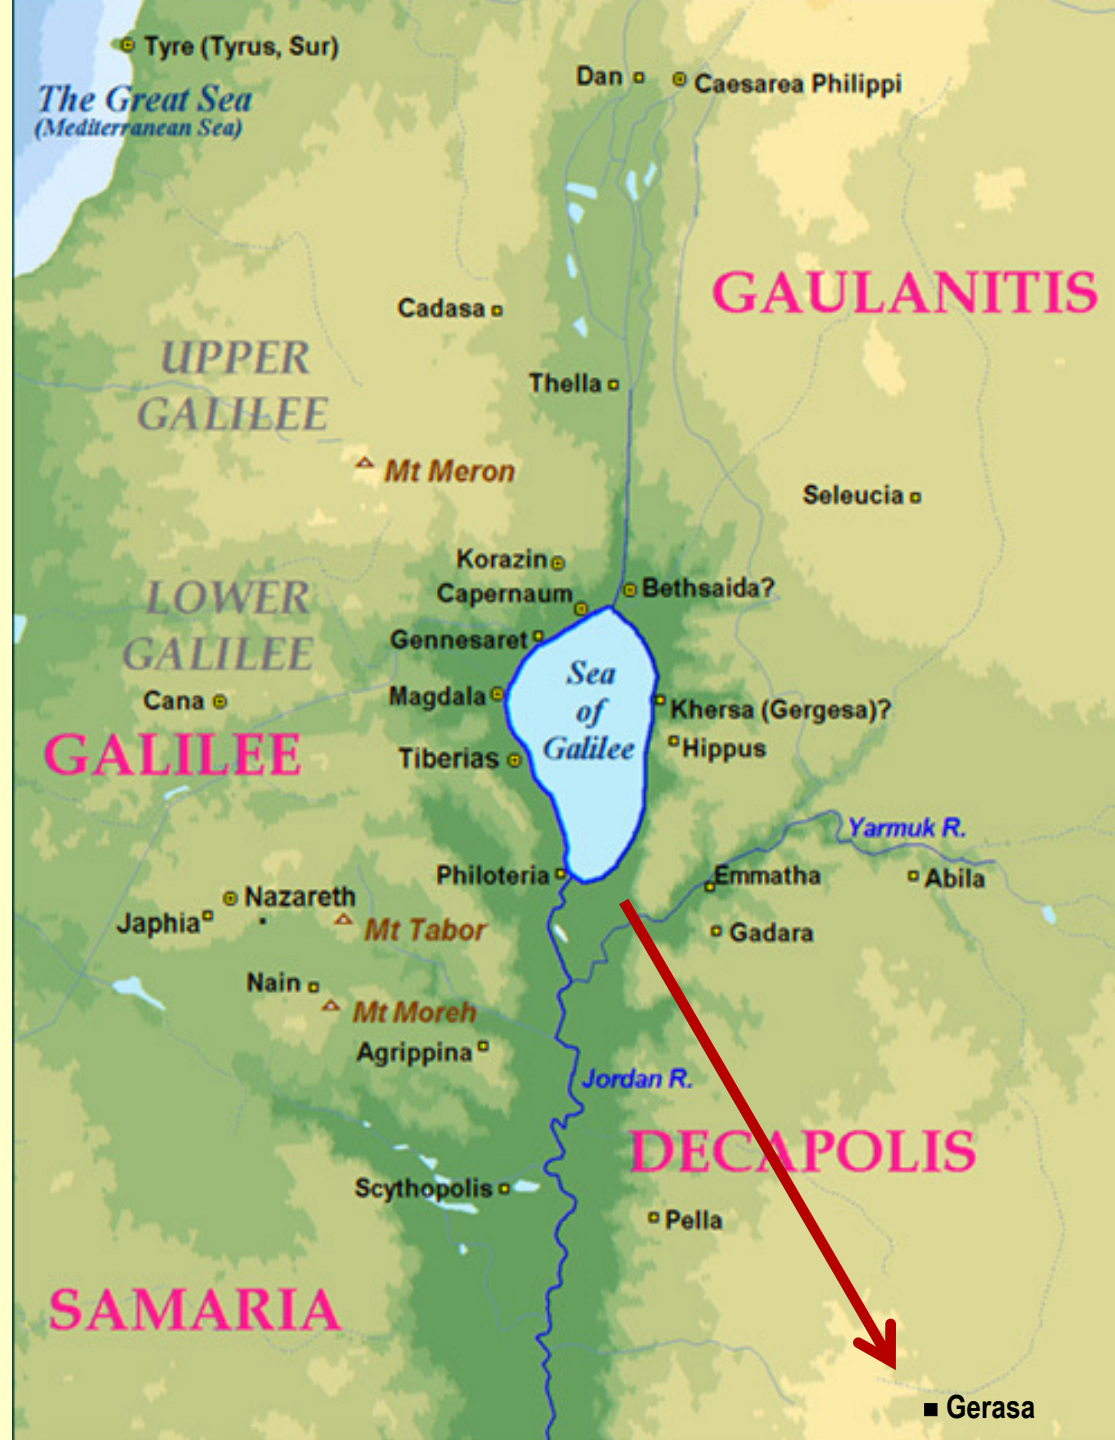 Tyre (Tyrus, Sur)
The Great Sea
(Mediterranean Sea)
Dan
Caesarea Philippi
GAULANITIS
Cadasa
UPPER
GALILEE
Thella
Mt Meron
Seleucia
Korazin
Capernaum
Bethsaida?
LOWER
GALILEE
Gennesaret
Sea
of
Galilee
Cana
Magdala
Khersa (Gergesa)?
GALILEE
Tiberias
Hippus
Yarmuk R.
Philoteria
Emmatha
Abila
Nazareth
Japhia
Mt Tabor
Gadara
Nain
Mt Moreh
Agrippina
Jordan R.
DECAPOLIS
Scythopolis
Pella
SAMARIA
Gerasa